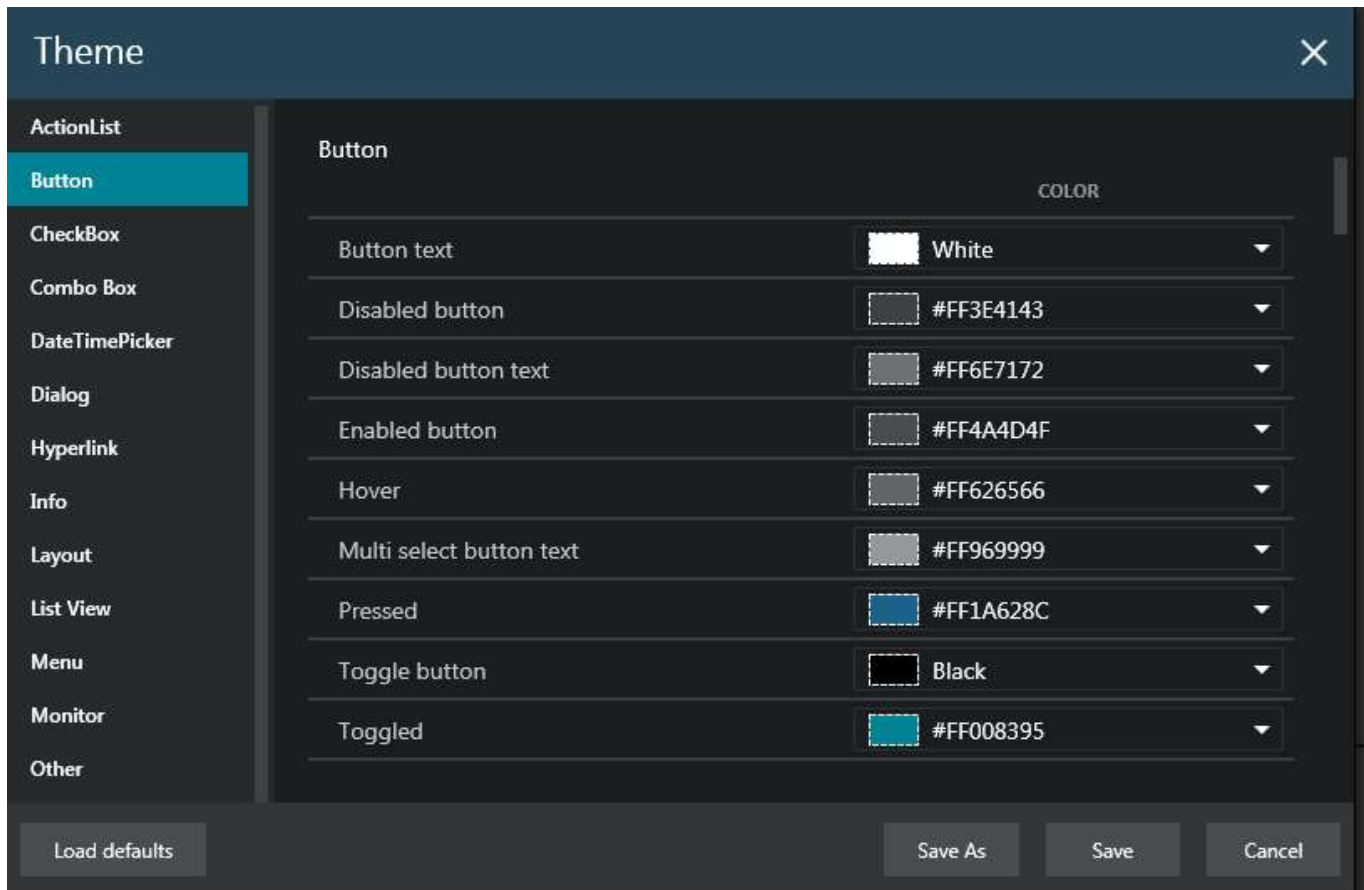 Theme
ActionList
Button
CheckBox
Combo Box
DateTimePicker
Dialog
Hyperlink
Info
Layout
List View
Menu
Monitor
Other
Button
COLOR
Button text White
Disabled button #FF3E4143
Disabled button text #FF6E7172
Enabled button #FF4A4D4F
Hover #FF626566
Multi select button text #FF969999
Pressed #FF1A628C
Toggle button Black
Toggled #FF008395
Load defaults Save As Save Cancel